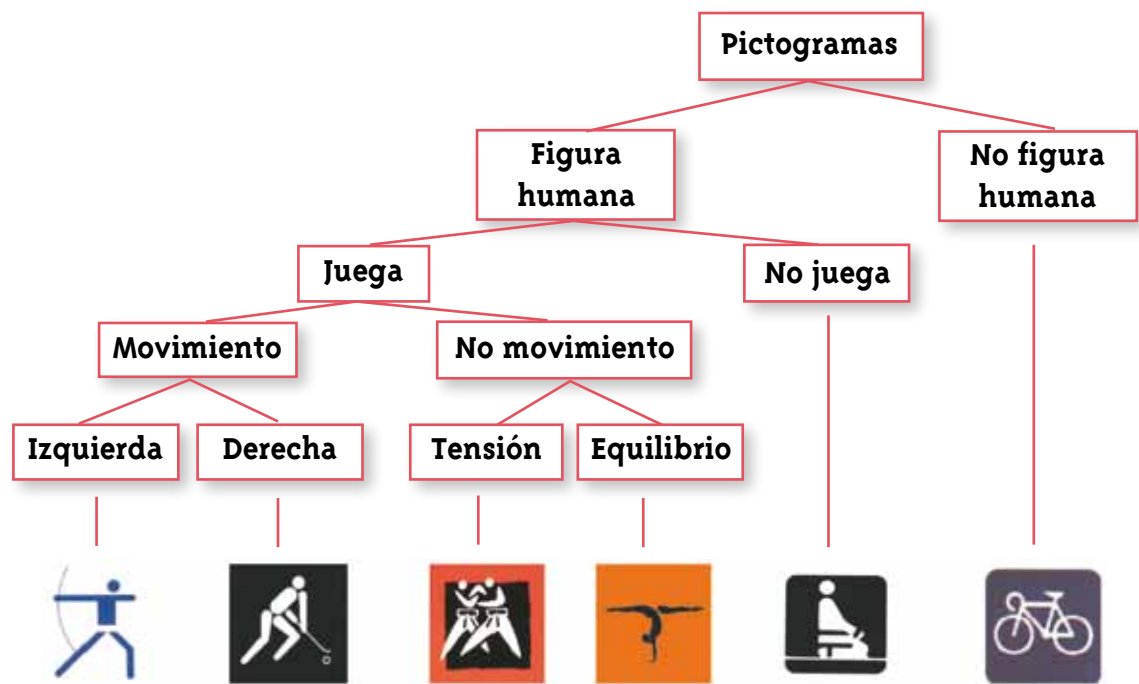 Pictogramas
Figura
humana
No figura
humana
Juega
No juega
Movimiento
No movimiento
Izquierda
Derecha
Tensión
Equilibrio